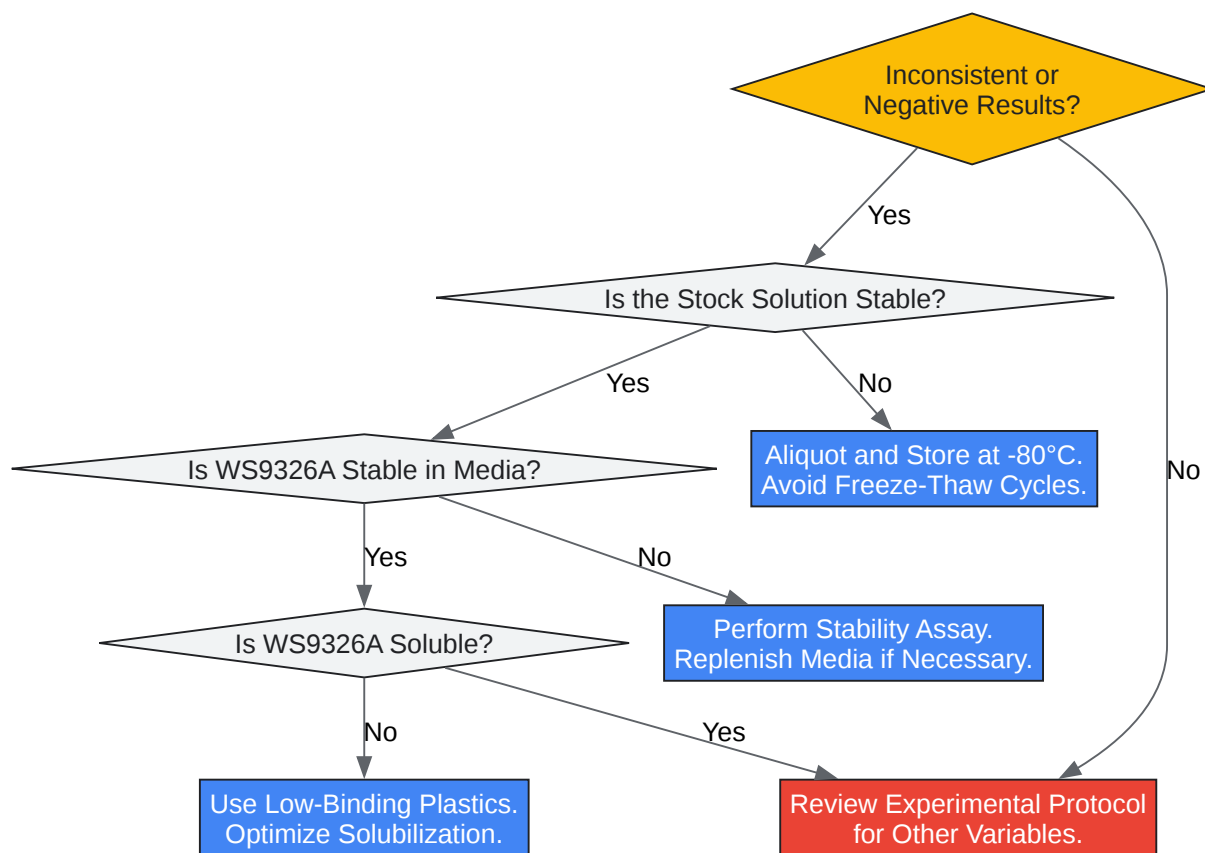 Inconsistent or
Negative Results?
Yes
Is the Stock Solution Stable?
Yes
No
No
Is WS9326A Stable in Media?
Aliquot and Store at -80°C.
Avoid Freeze-Thaw Cycles.
Yes
No
Is WS9326A Soluble?
Perform Stability Assay.
Replenish Media if Necessary.
No
Yes
Use Low-Binding Plastics.
Optimize Solubilization.
Review Experimental Protocol
for Other Variables.